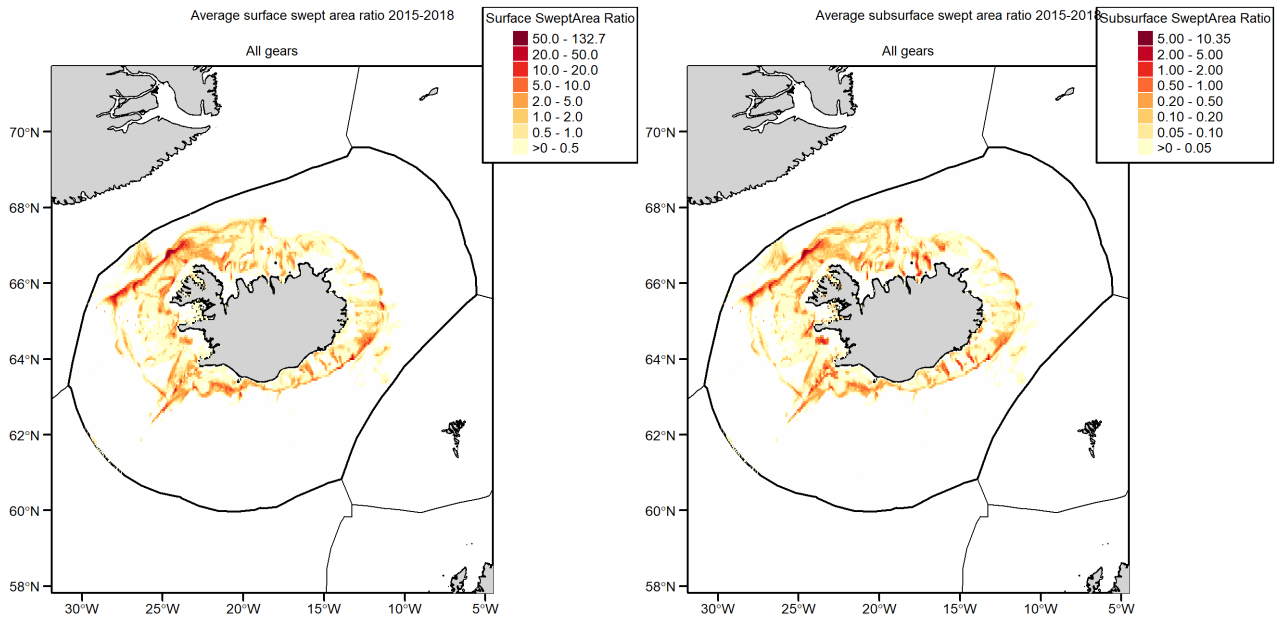 Average surface swept area ratio 2015-2018
All gears
Surface SweptArea Ratio
50.0 - 132.7
20.0 - 50.0
10.0 - 20.0
5.0 - 10.0
2.0 - 5.0
1.0 - 2.0
0.5 - 1.0
>0 - 0.5
70°N
68°N
66°N
64°N
62°N
60°N
58°N
30°W
25°W
20°W
15°W
10°W
5°W
Average subsurface swept area ratio 2015-2018
All gears
Subsurface SweptArea Ratio
5.00 - 10.35
2.00 - 5.00
1.00 - 2.00
0.50 - 1.00
0.20 - 0.50
0.10 - 0.20
0.05 - 0.10
>0 - 0.05
70°N
68°N
66°N
64°N
62°N
60°N
58°N
30°W
25°W
20°W
15°W
10°W
5°W